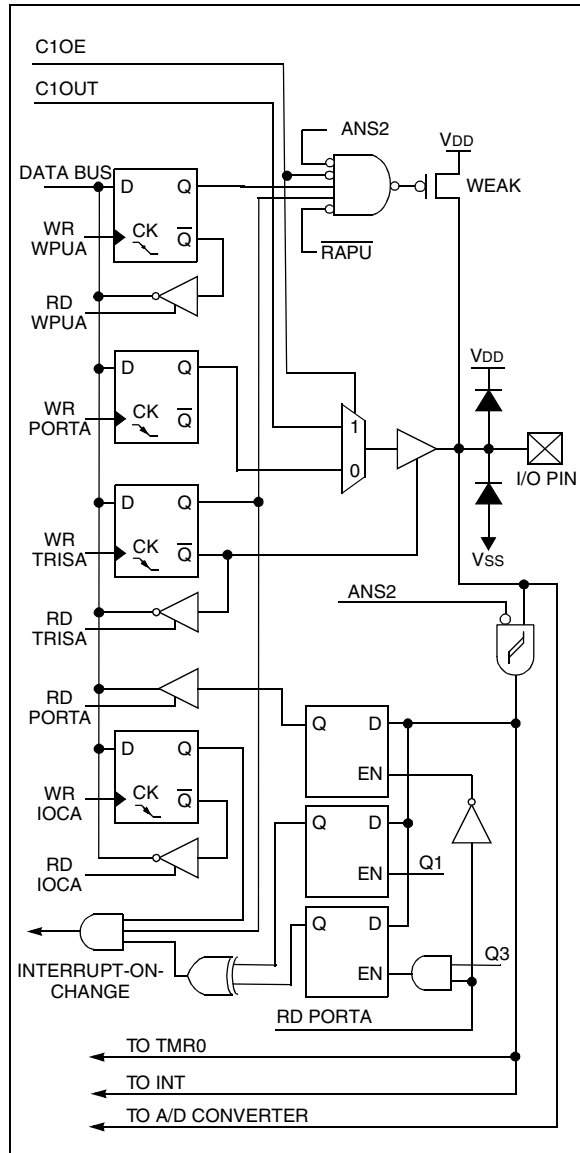 C1OE
C1OUT
ANS2
VDD
DATA BUS
D
Q
WEAK
WR
WPUA
CK
Q̅
R̅A̅P̅U̅
RD
WPUA
D
Q
VDD
WR
PORTA
CK
Q̅
1
0
I/O PIN
D
Q
WR
TRISA
CK
Q̅
VSS
ANS2
RD
TRISA
RD
PORTA
Q
D
EN
D
Q
WR
IOCA
CK
Q̅
Q
D
EN
Q1
RD
IOCA
Q
D
EN
Q3
INTERRUPT-ON-
CHANGE
RD PORTA
TO TMR0
TO INT
TO A/D CONVERTER